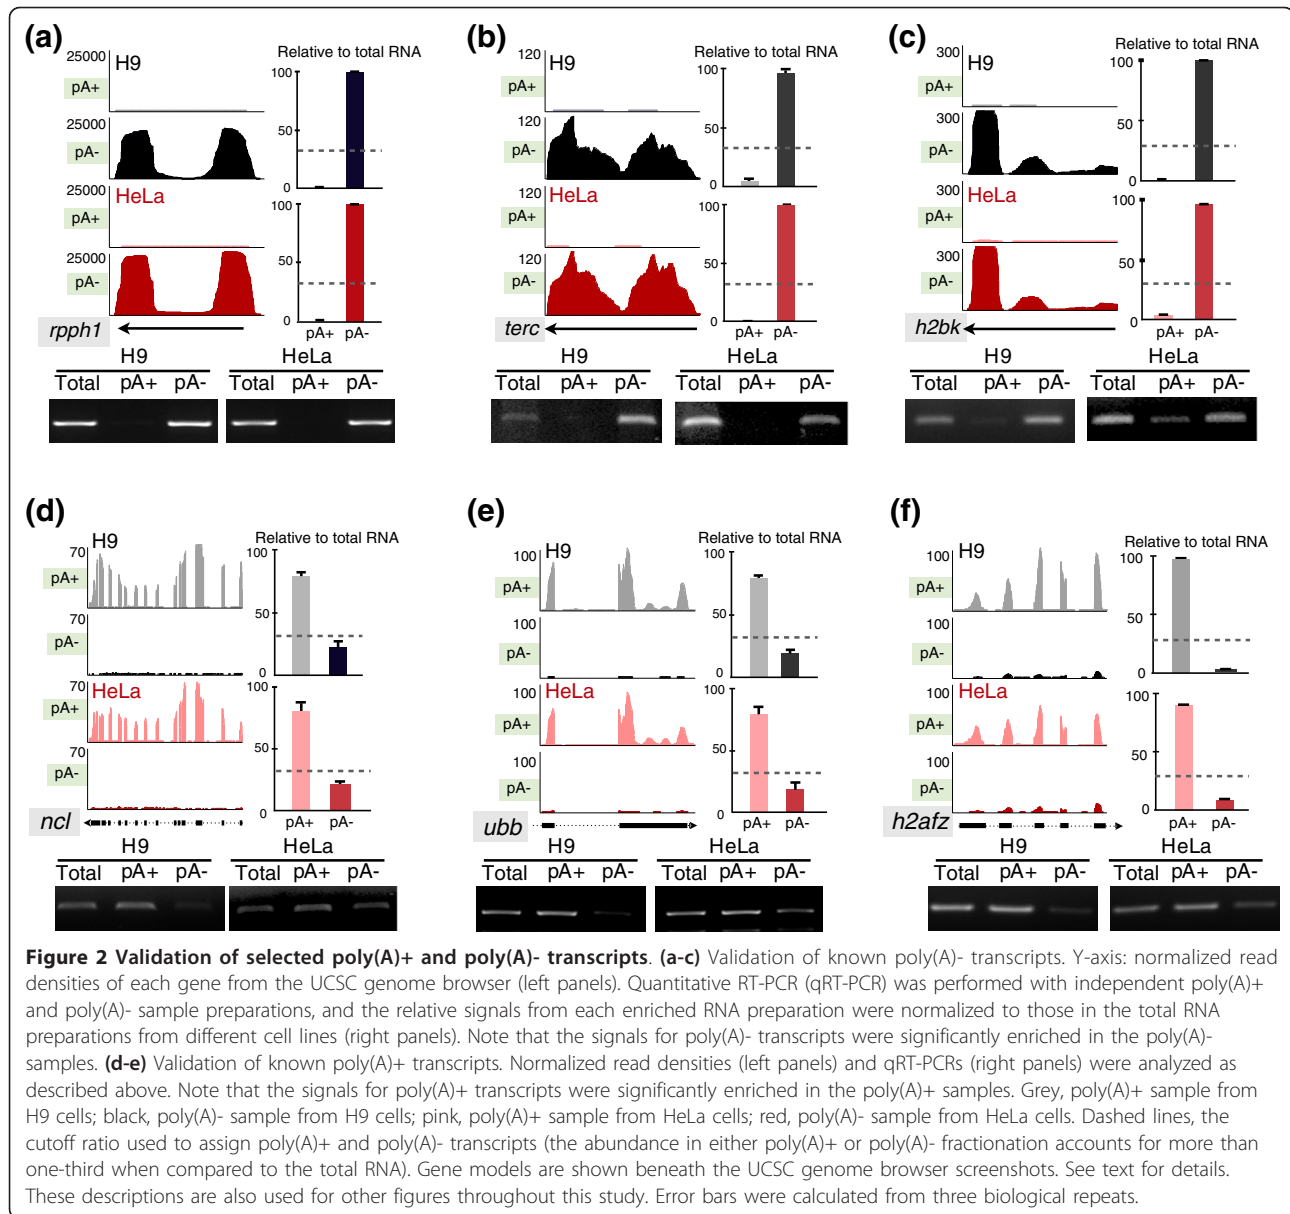 (a)
25000
H9
pA+
25000
pA-
25000
HeLa
pA+
25000
pA-
rpph1
Relative to total RNA
100
50
0
100
50
0
pA+ pA-
H9 HeLa
Total pA+ pA- Total pA+ pA-
(b)
120
H9
pA+
120
pA-
120
HeLa
pA+
120
pA-
terc
Relative to total RNA
100
50
0
100
50
0
pA+ pA-
H9 HeLa
Total pA+ pA- Total pA+ pA-
(c)
300
H9
pA+
300
pA-
300
HeLa
pA+
300
pA-
h2bk
Relative to total RNA
100
50
0
100
50
0
pA+ pA-
H9 HeLa
Total pA+ pA- Total pA+ pA-
(d)
70
H9
pA+
70
pA-
70
HeLa
pA+
70
pA-
ncl
Relative to total RNA
100
50
0
100
50
0
pA+ pA-
H9 HeLa
Total pA+ pA- Total pA+ pA-
(e)
100
H9
pA+
100
pA-
100
HeLa
pA+
100
pA-
ubb
Relative to total RNA
100
50
0
100
50
0
pA+ pA-
H9 HeLa
Total pA+ pA- Total pA+ pA-
(f)
100
H9
pA+
100
pA-
100
HeLa
pA+
100
pA-
h2afz
Relative to total RNA
100
50
0
100
50
0
pA+ pA-
H9 HeLa
Total pA+ pA- Total pA+ pA-
Figure 2 Validation of selected poly(A)+ and poly(A)- transcripts. (a-c) Validation of known poly(A)- transcripts. Y-axis: normalized read
densities of each gene from the UCSC genome browser (left panels). Quantitative RT-PCR (qRT-PCR) was performed with independent poly(A)+
and poly(A)- sample preparations, and the relative signals from each enriched RNA preparation were normalized to those in the total RNA
preparations from different cell lines (right panels). Note that the signals for poly(A)- transcripts were significantly enriched in the poly(A)-
samples. (d-e) Validation of known poly(A)+ transcripts. Normalized read densities (left panels) and qRT-PCRs (right panels) were analyzed as
described above. Note that the signals for poly(A)+ transcripts were significantly enriched in the poly(A)+ samples. Grey, poly(A)+ sample from
H9 cells; black, poly(A)- sample from H9 cells; pink, poly(A)+ sample from HeLa cells; red, poly(A)- sample from HeLa cells. Dashed lines, the
cutoff ratio used to assign poly(A)+ and poly(A)- transcripts (the abundance in either poly(A)+ or poly(A)- fractionation accounts for more than
one-third when compared to the total RNA). Gene models are shown beneath the UCSC genome browser screenshots. See text for details.
These descriptions are also used for other figures throughout this study. Error bars were calculated from three biological repeats.